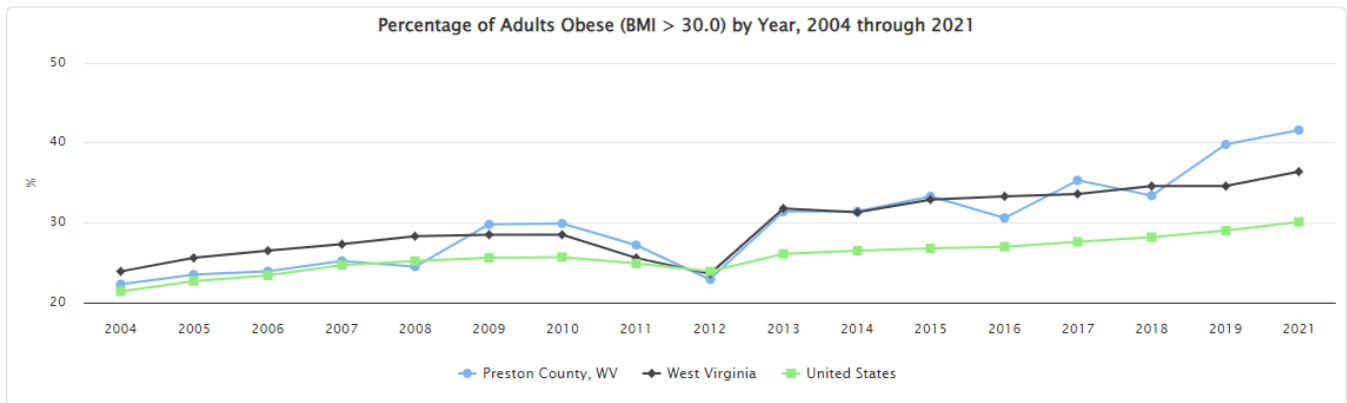 Percentage of Adults Obese (BMI > 30.0) by Year, 2004 through 2021
50
40
%
30
20
2004 2005 2006 2007 2008 2009 2010 2011 2012 2013 2014 2015 2016 2017 2018 2019 2021
Preston County, WV West Virginia United States